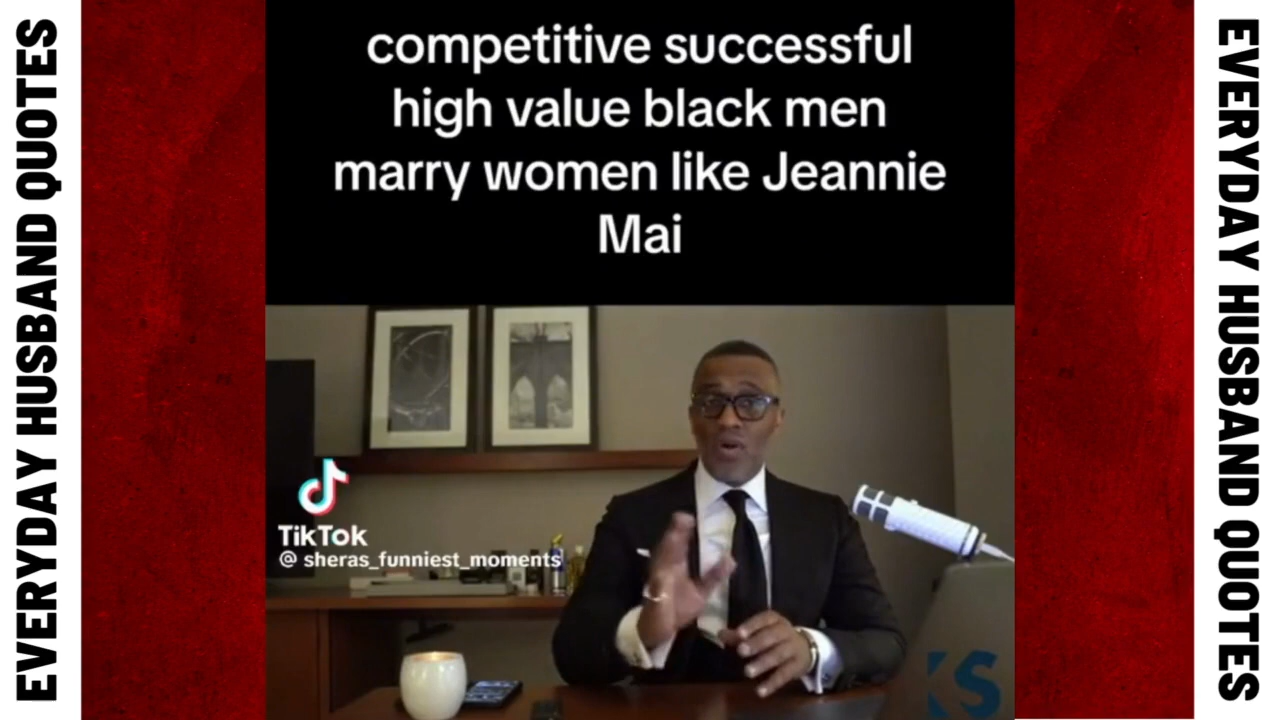 EVERYDAY HUSBAND QUOTES
competitive successful
high value black men
marry women like Jeannie
Mai
TikTok
@ sheras_funniest_moments
KS
EVERYDAY HUSBAND QUOTES